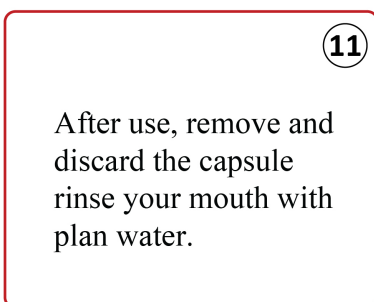 11
After use, remove and
discard the capsule
rinse your mouth with
plan water.